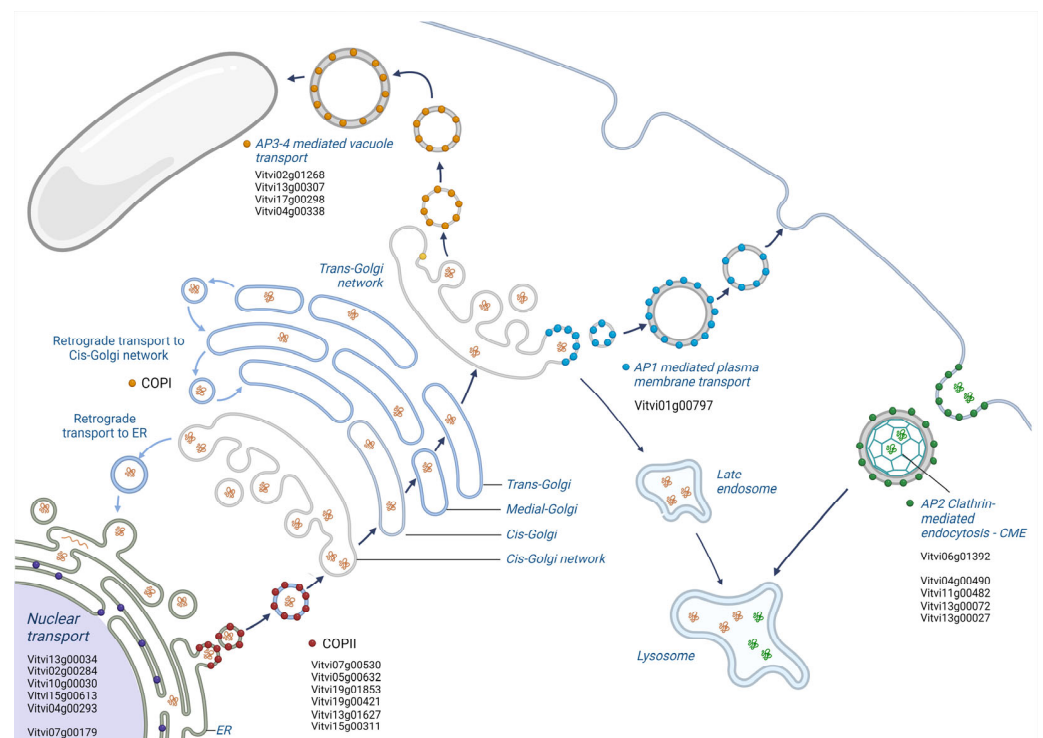 AP3-4 mediated vacuole
transport
Vitvi02g01268
Vitvi13g00307
Vitvi17g00298
Vitvi04g00338
Trans-Golgi
network
Retrograde transport to
Cis-Golgi network
COPI
Retrograde
transport to ER
AP1 mediated plasma
membrane transport
Vitvi01g00797
Trans-Golgi
Medial-Golgi
Cis-Golgi
Cis-Golgi network
Late
endosome
AP2 Clathrin-
mediated
endocytosis - CME
Vitvi06g01392
Vitvi04g00490
Vitvi11g00482
Vitvi13g00072
Vitvi13g00027
Lysosome
Nuclear
transport
Vitvi13g00034
Vitvi02g00284
Vitvi10g00030
Vitvi15g00613
Vitvi04g00293
Vitvi07g00179
COPII
Vitvi07g00530
Vitvi05g00632
Vitvi19g01853
Vitvi19g00421
Vitvi13g01627
Vitvi15g00311
ER